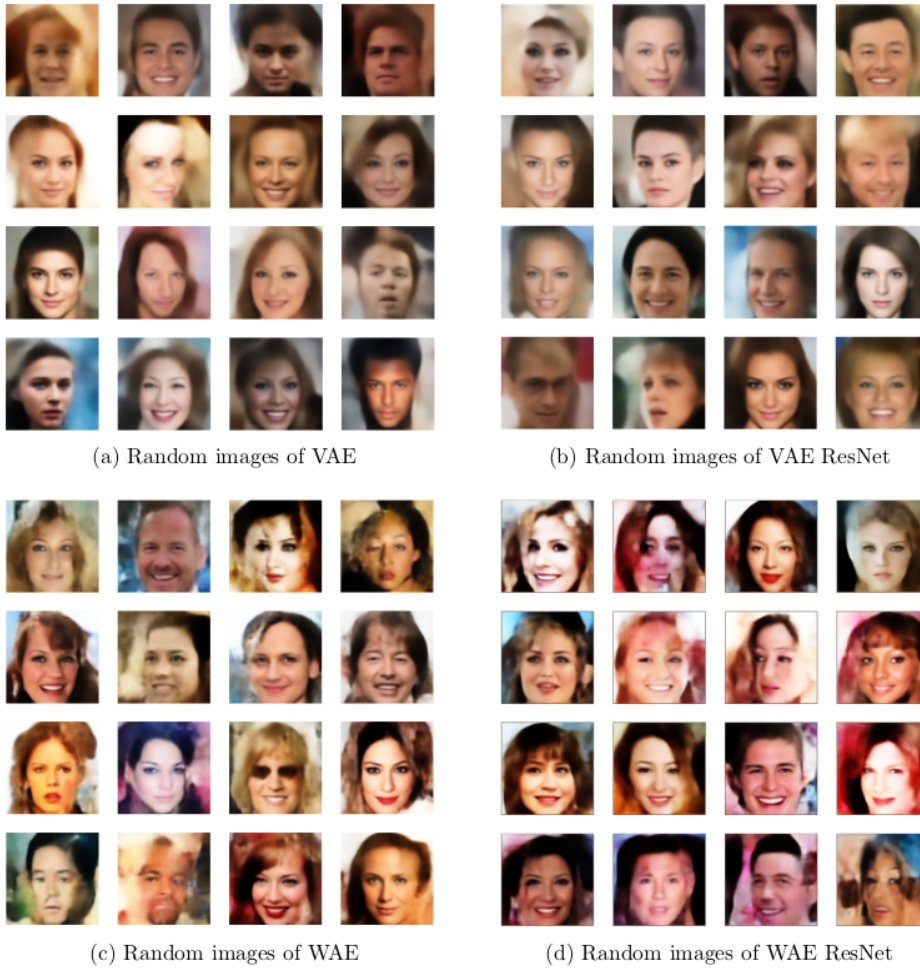 (a) Random images of VAE
(b) Random images of VAE ResNet
(c) Random images of WAE
(d) Random images of WAE ResNet